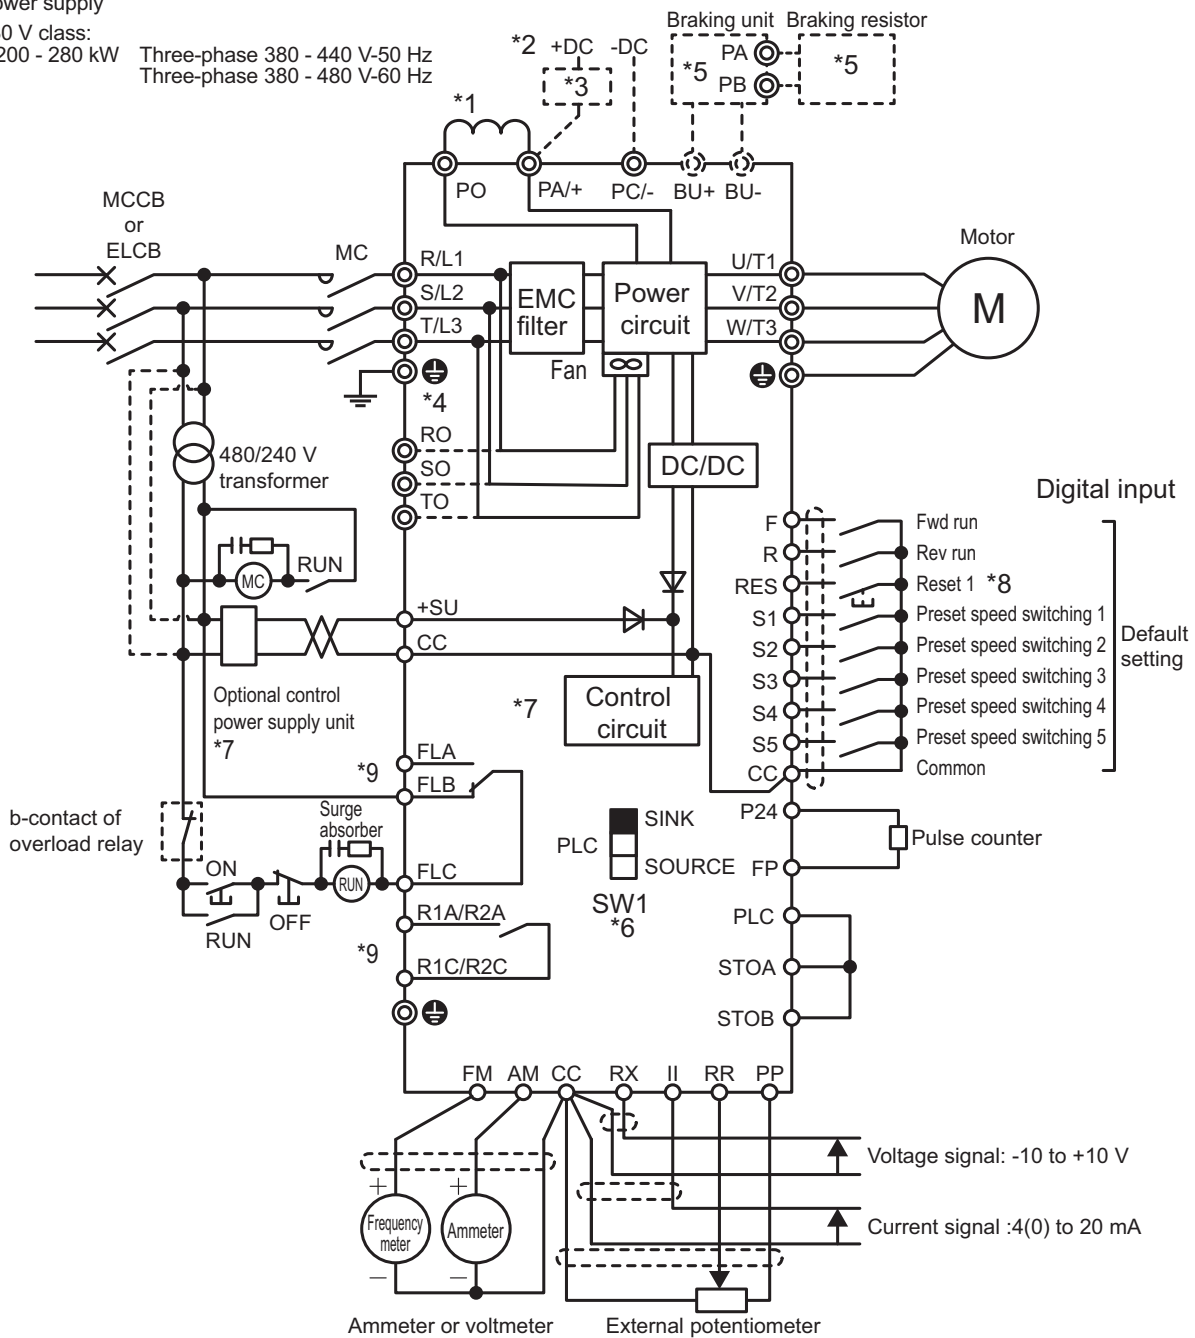 ower supply
0 V class:
200 - 280 kW Three-phase 380 - 440 V-50 Hz
Three-phase 380 - 480 V-60 Hz
Braking unit Braking resistor
*2 +DC -DC
*3
*5
PA
PB
*5
*1
PO PA/+ PC/- BU+ BU-
MCCB
or
ELCB
MC
R/L1
S/L2
T/L3
EMC
filter
Power
circuit
U/T1
V/T2
W/T3
Motor
M
Fan
*4
RO
SO
TO
480/240 V
transformer
DC/DC
MC
RUN
+SU
CC
Optional control
power supply unit
*7
*7
Control
circuit
Digital input
F Fwd run
R Rev run
RES Reset 1 *8
S1 Preset speed switching 1
S2 Preset speed switching 2
S3 Preset speed switching 3
S4 Preset speed switching 4
S5 Preset speed switching 5
CC Common
Default
setting
*9
FLA
FLB
FLC
b-contact of
overload relay
Surge
absorber
ON
RUN
OFF
RUN
SINK
PLC
SOURCE
SW1
*6
P24
FP
Pulse counter
*9
R1A/R2A
R1C/R2C
PLC
STOA
STOB
FM AM CC RX II RR PP
Voltage signal: -10 to +10 V
Current signal :4(0) to 20 mA
+ +
Frequency
meter
Ammeter
− −
Ammeter or voltmeter
External potentiometer